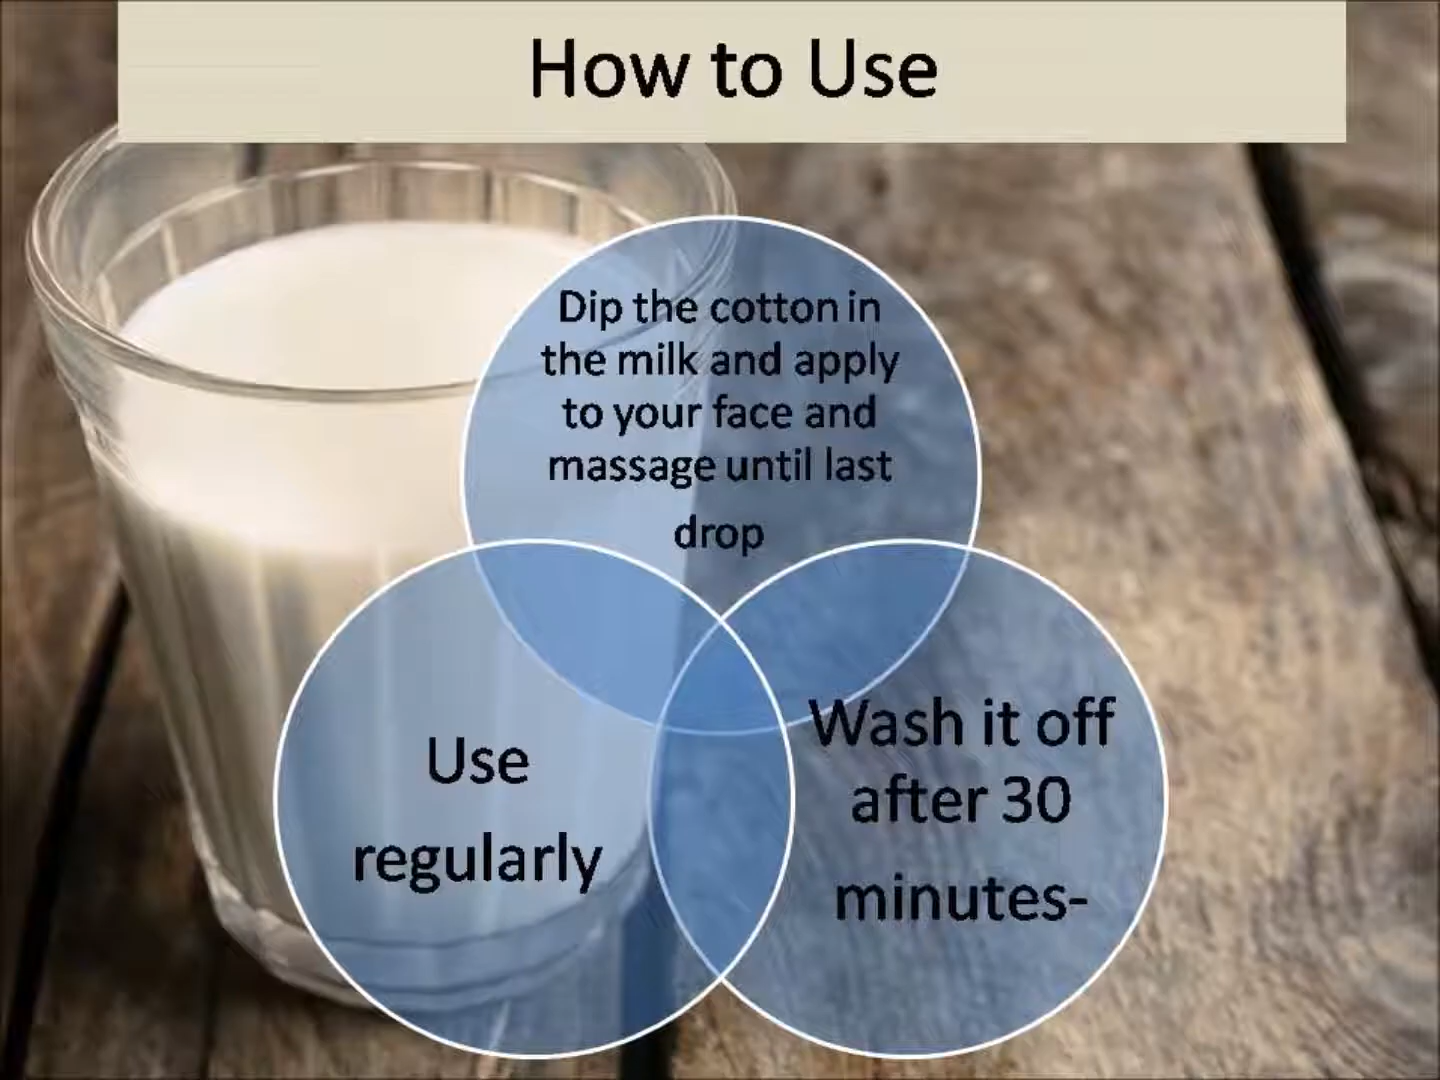 How to Use
Dip the cotton in
the milk and apply
to your face and
massage until last
drop
Use
regularly
Wash it off
after 30
minutes-